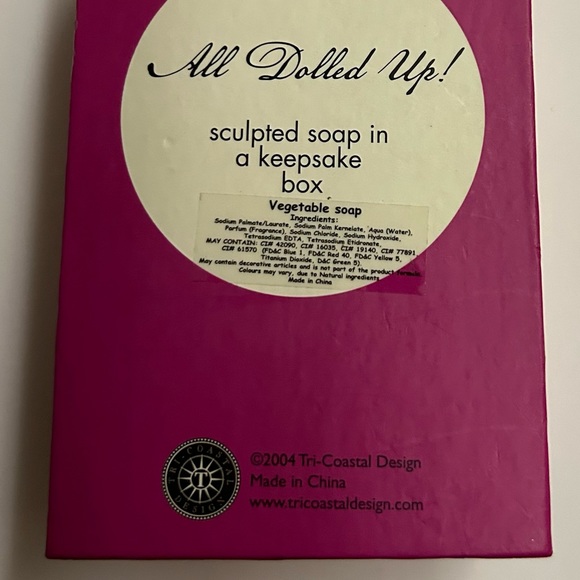 All Dolled Up!
sculpted soap in
a keepsake
box
Vegetable soap
Ingredients:
Sodium Palmate/Laurate, Sodium Palm Kernelate, Aqua (Water),
Parfum (Fragrance), Sodium Chloride, Sodium Hydroxide,
Tetrasodium EDTA, Tetrasodium Etidronate,
MAY CONTAIN: CI# 42090, CI# 16035, CI# 19140, CI# 77891,
CI# 61570 (FD&C Blue 1, FD&C Red 40, FD&C Yellow 5,
Titanium Dioxide, D&C Green 5).
May contain decorative articles and is not part of the product formula
Colours may vary, due to Natural ingredients
Made in China
TRI-COASTAL
T
DESIGN
©2004 Tri-Coastal Design
Made in China
www.tricoastaldesign.com